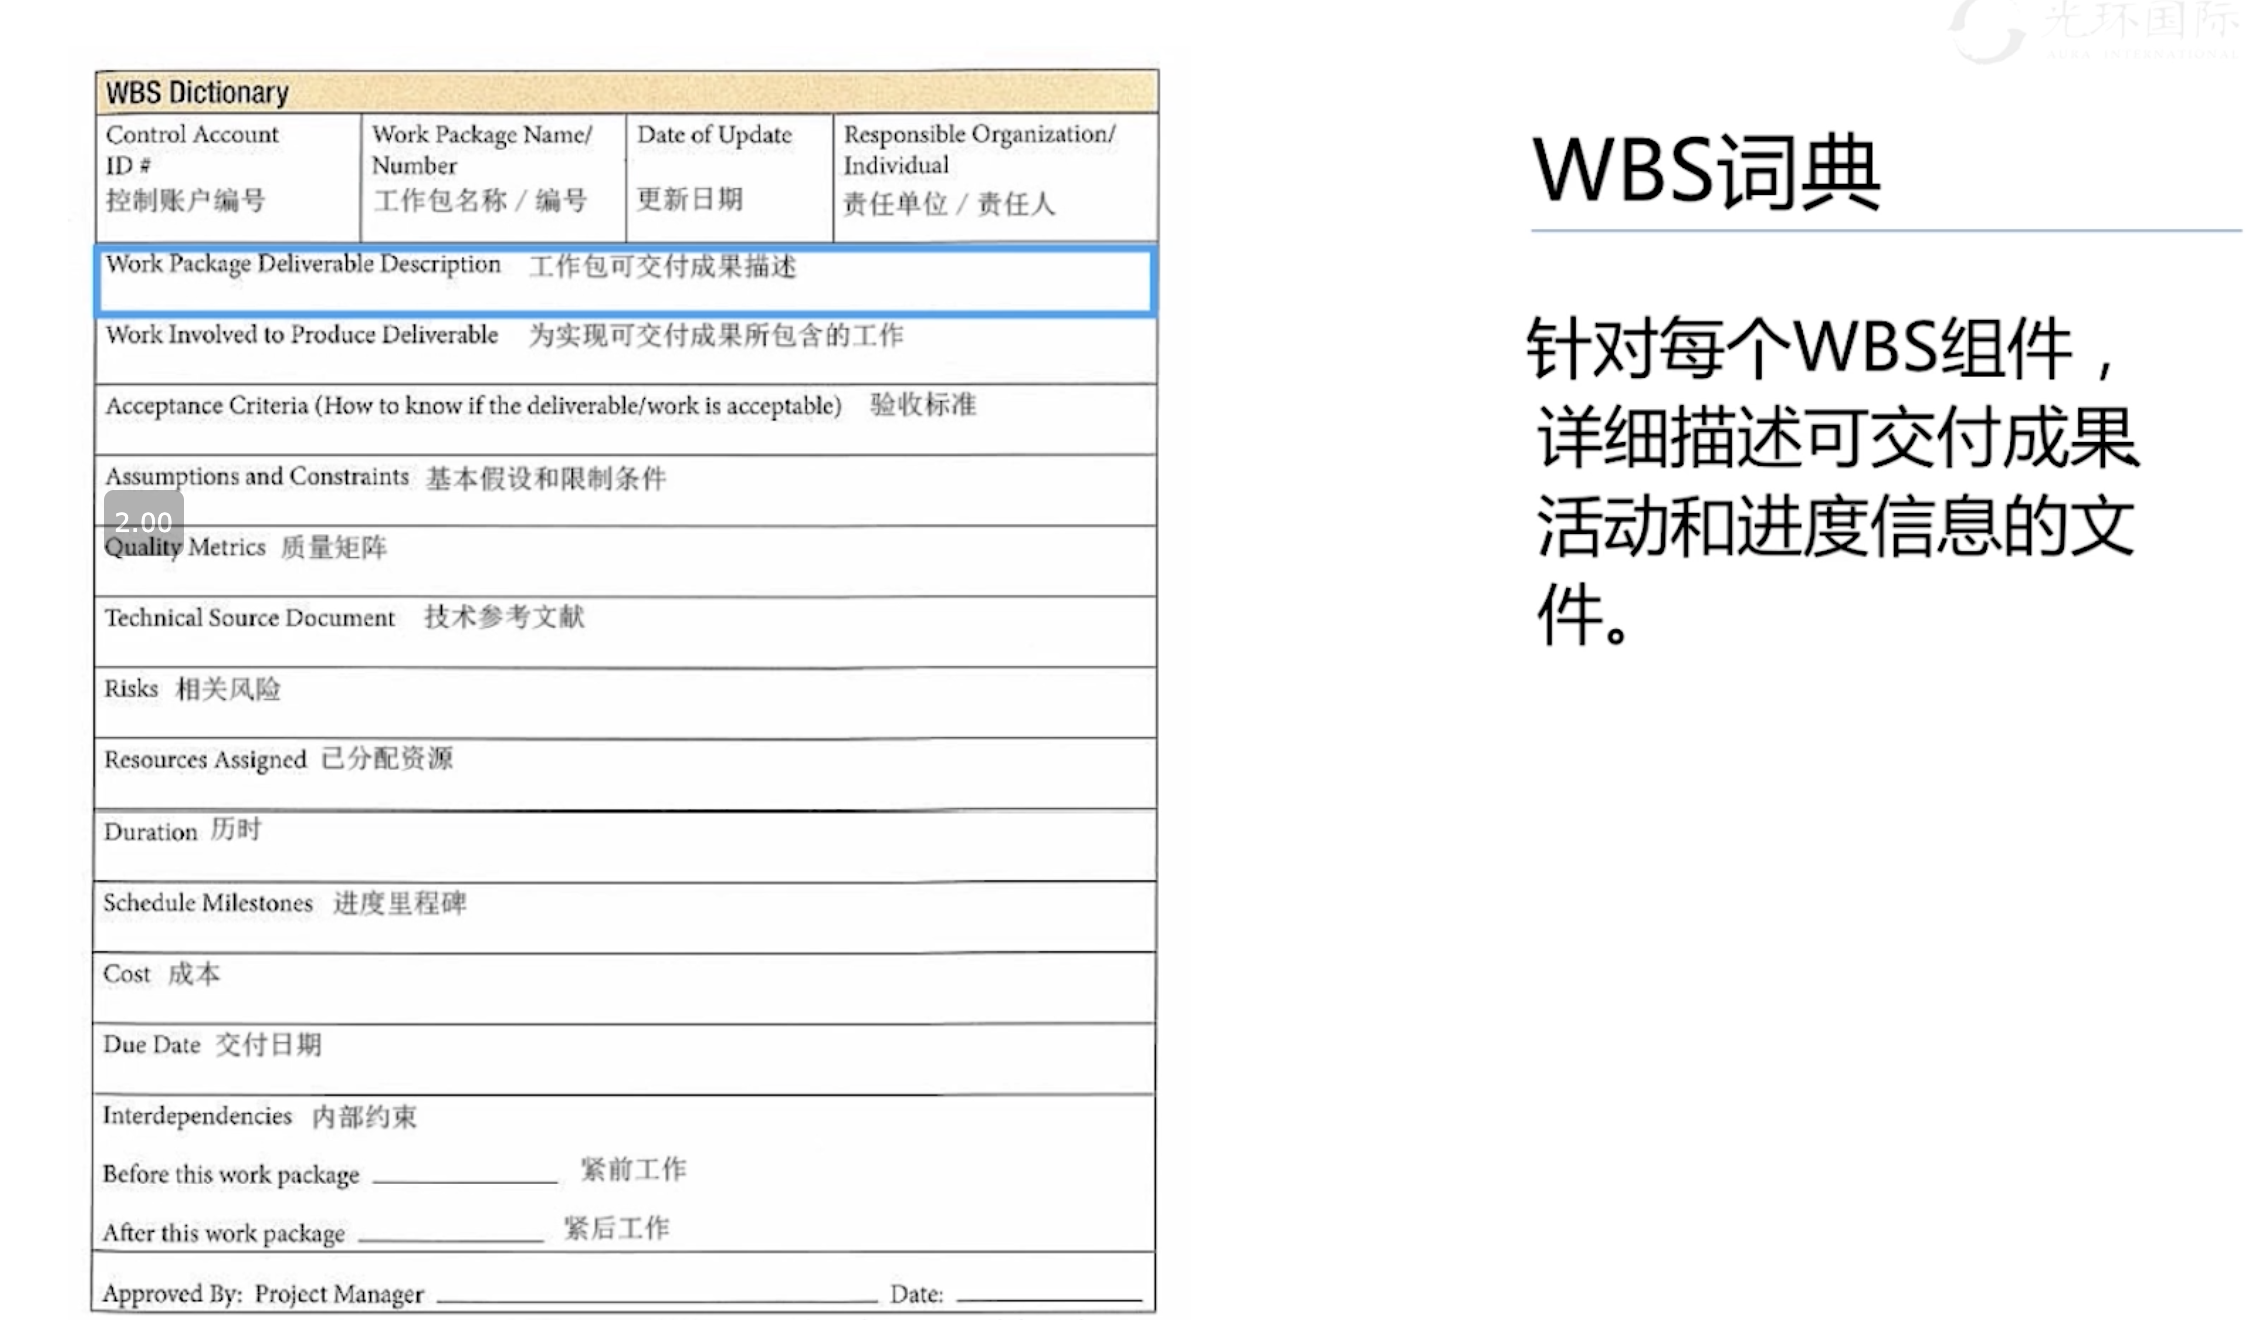 光环国际
AURA INTERNATIONAL
WBS Dictionary
Control Account
ID #
控制账户编号
Work Package Name/
Number
工作包名称 / 编号
Date of Update
更新日期
Responsible Organization/
Individual
责任单位 / 责任人
Work Package Deliverable Description 工作包可交付成果描述
Work Involved to Produce Deliverable 为实现可交付成果所包含的工作
Acceptance Criteria (How to know if the deliverable/work is acceptable) 验收标准
Assumptions and Constraints 基本假设和限制条件
2.00
Quality Metrics 质量矩阵
Technical Source Document 技术参考文献
Risks 相关风险
Resources Assigned 已分配资源
Duration 历时
Schedule Milestones 进度里程碑
Cost 成本
Due Date 交付日期
Interdependencies 内部约束
Before this work package 紧前工作
After this work package 紧后工作
Approved By: Project Manager Date:
WBS词典
针对每个WBS组件，
详细描述可交付成果
活动和进度信息的文
件。